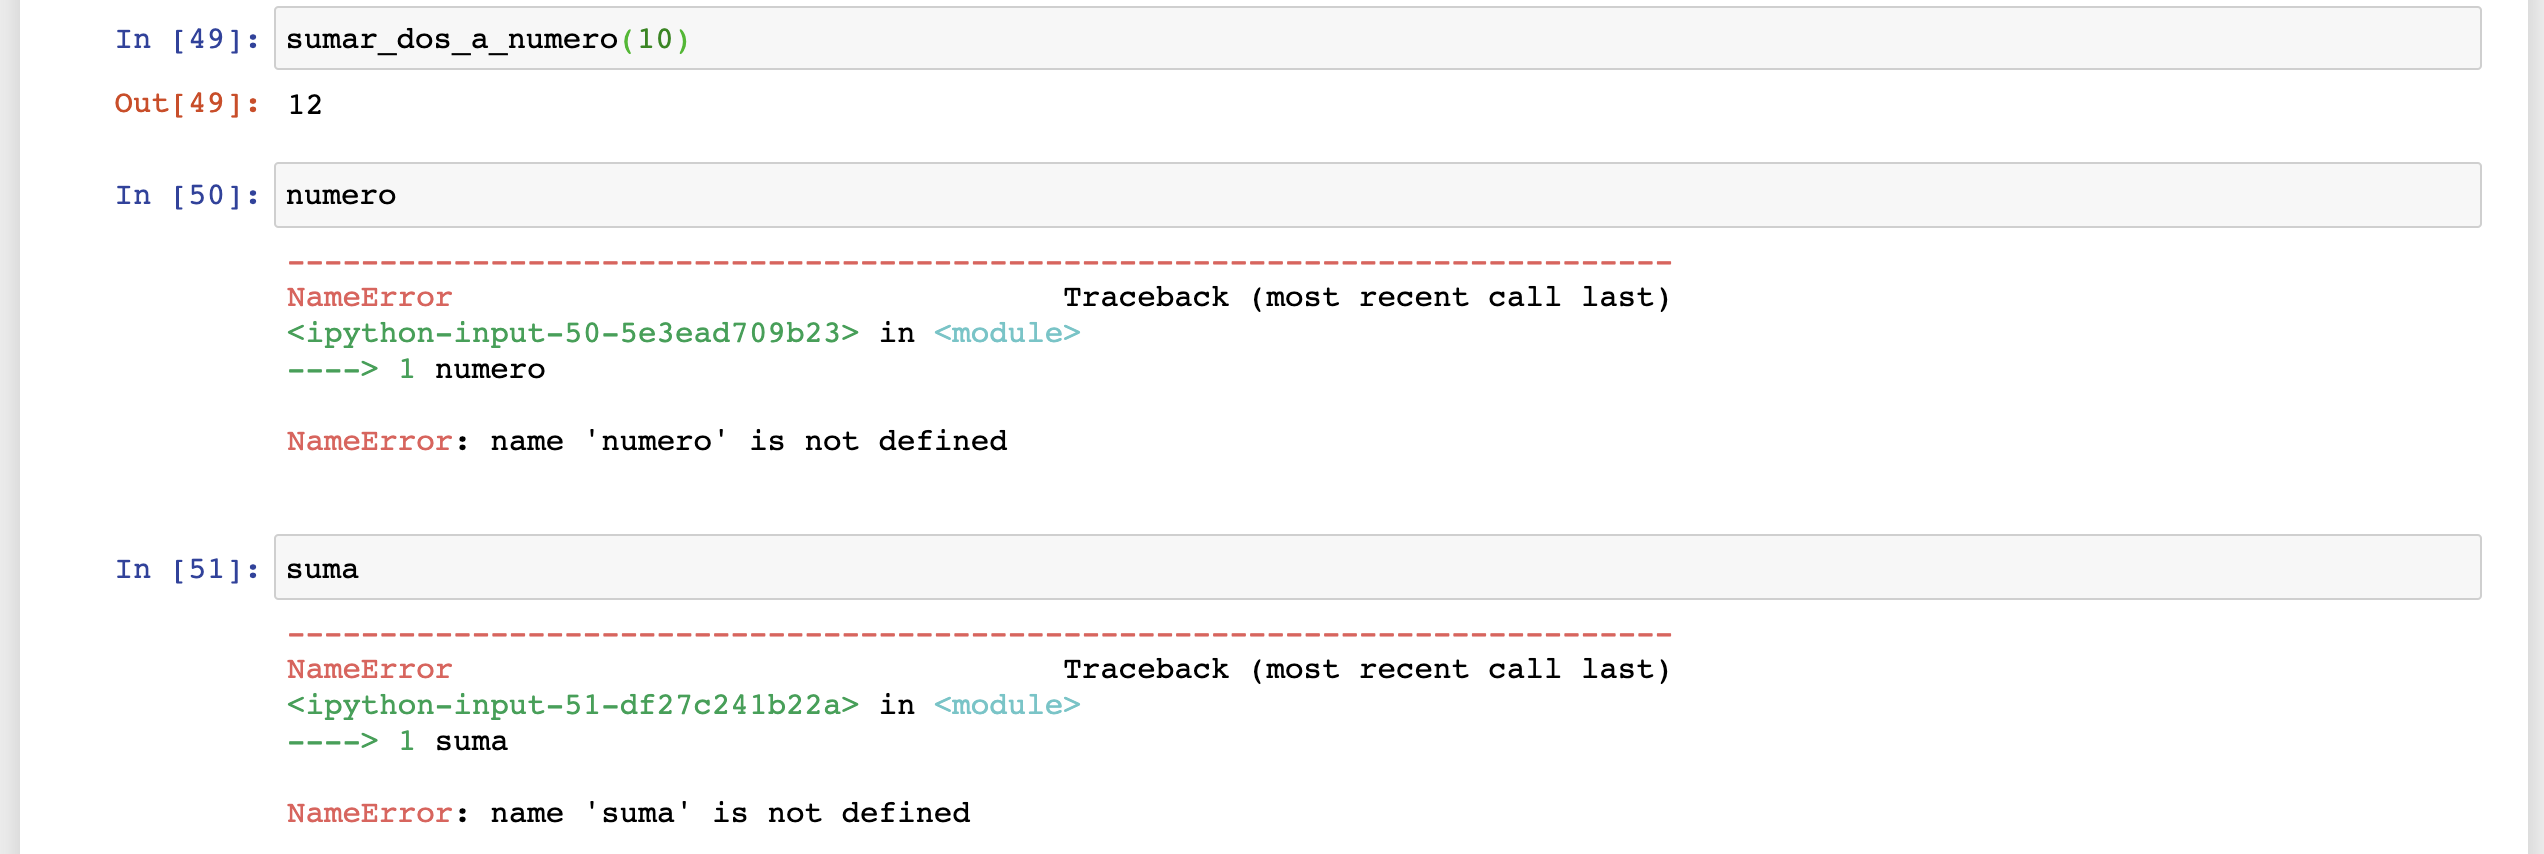 In [49]: sumar_dos_a_numero(10)
Out[49]: 12
In [50]: numero
---------------------------------------------------------------------------
NameError                                 Traceback (most recent call last)
<ipython-input-50-5e3ead709b23> in <module>
----> 1 numero
NameError: name 'numero' is not defined
In [51]: suma
---------------------------------------------------------------------------
NameError                                 Traceback (most recent call last)
<ipython-input-51-df27c241b22a> in <module>
----> 1 suma
NameError: name 'suma' is not defined